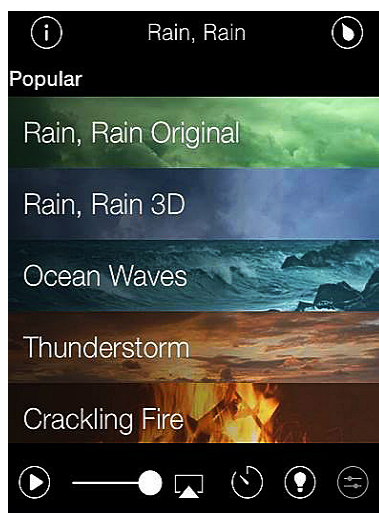 Rain, Rain
Popular
Rain, Rain Original
Rain, Rain 3D
Ocean Waves
Thunderstorm
Crackling Fire